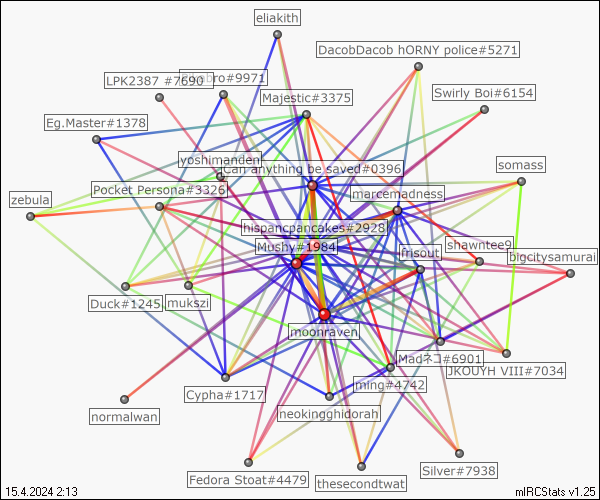 eliakith
DacobDacob hORNY police#5271
LPK2387 #7690
#9971
Majestic#3375
Swirly Boi#6154
Eg.Master#1378
yoshimanden
Can anything be saved#0396
somass
zebula
Pocket Persona#3326
marcemadness
hispancpancakes#2928
Mushy#1984
frisout
shawntee9
bigcitysamurai
Duck#1245
mukszi
moonraven
Madネコ#6901
JKOUYH VIII#7034
ming#4742
Cypha#1717
neokingghidorah
normalwan
Fedora Stoat#4479
thesecondtwat
Silver#7938
15.4.2024 2:13
mIRCStats v1.25